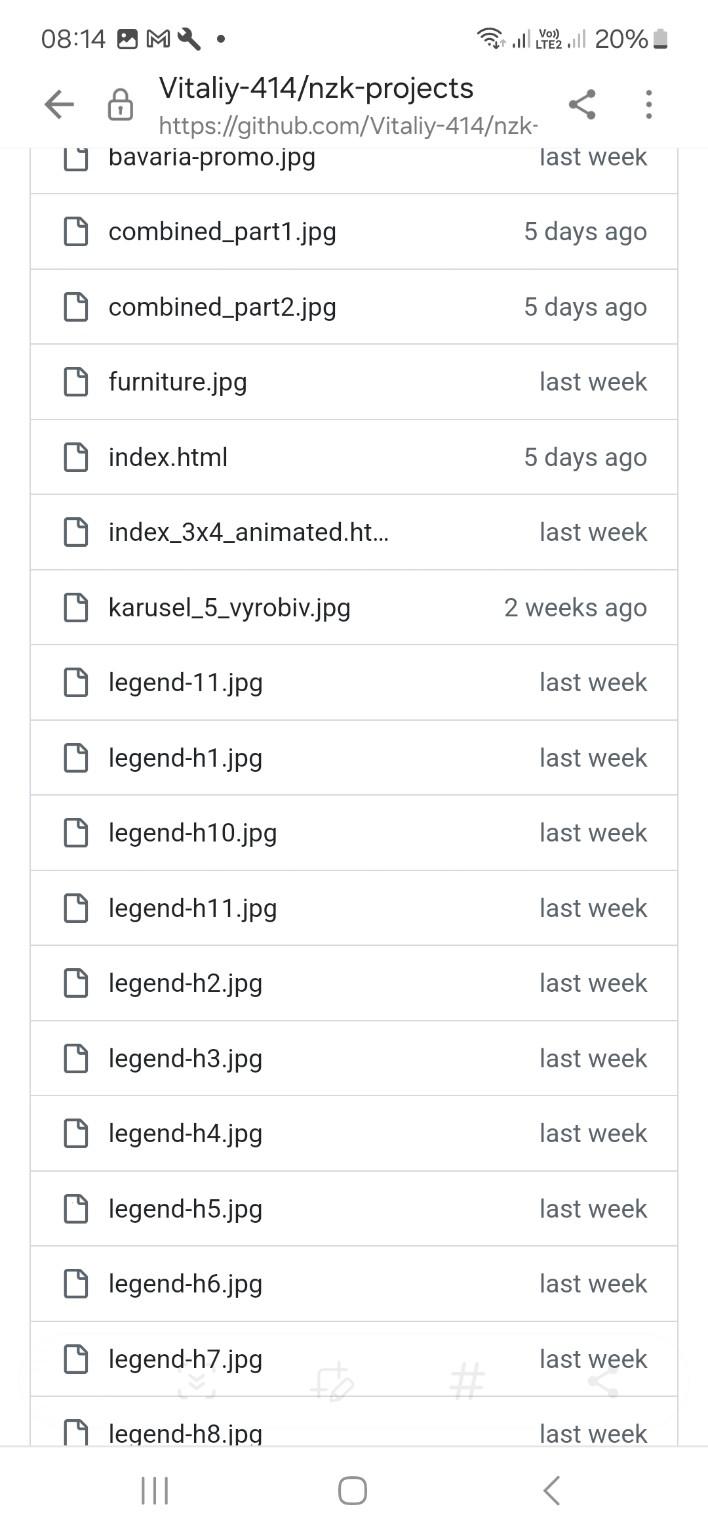 08:14
Vo))
LTE2
20%
Vitaliy-414/nzk-projects
https://github.com/Vitaliy-414/nzk-
bavaria-promo.jpg last week
combined_part1.jpg 5 days ago
combined_part2.jpg 5 days ago
furniture.jpg last week
index.html 5 days ago
index_3x4_animated.ht... last week
karusel_5_vyrobiv.jpg 2 weeks ago
legend-11.jpg last week
legend-h1.jpg last week
legend-h10.jpg last week
legend-h11.jpg last week
legend-h2.jpg last week
legend-h3.jpg last week
legend-h4.jpg last week
legend-h5.jpg last week
legend-h6.jpg last week
legend-h7.jpg last week
#
legend-h8.jpg last week